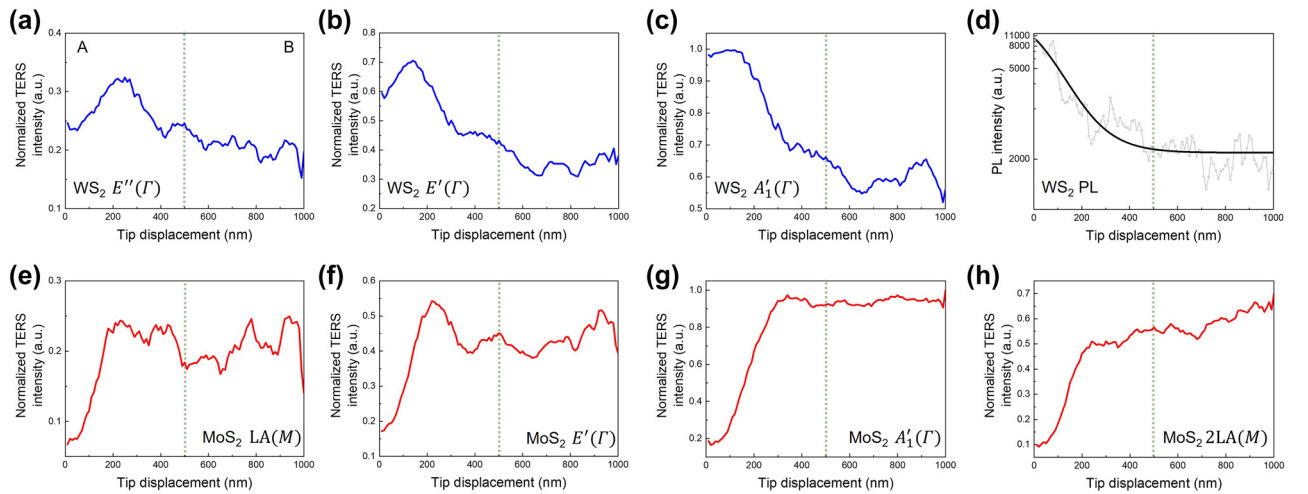 (a)
0.4
0.3
0.2
0.1
Normalized TERS
intensity (a.u.)
A
B
WS₂ E′′(Γ)
0 200 400 600 800 1000
Tip displacement (nm)
(b)
0.9
0.8
0.7
0.6
0.5
0.4
0.3
0.2
Normalized TERS
intensity (a.u.)
WS₂ E′(Γ)
0 200 400 600 800 1000
Tip displacement (nm)
(c)
1.0
0.9
0.8
0.7
0.6
0.5
Normalized TERS
intensity (a.u.)
WS₂ A′₁(Γ)
0 200 400 600 800 1000
Tip displacement (nm)
(d)
11000
8000
5000
2000
PL intensity (a.u.)
WS₂ PL
0 100 200 300 400 500 600 700 800 900 1000
Tip displacement (nm)
(e)
0.3
0.2
0.1
Normalized TERS
intensity (a.u.)
MoS₂ LA(M)
0 200 400 600 800 1000
Tip displacement (nm)
(f)
0.6
0.5
0.4
0.3
0.2
0.1
Normalized TERS
intensity (a.u.)
MoS₂ E′(Γ)
0 200 400 600 800 1000
Tip displacement (nm)
(g)
1.0
0.8
0.6
0.4
0.2
Normalized TERS
intensity (a.u.)
MoS₂ A′₁(Γ)
0 200 400 600 800 1000
Tip displacement (nm)
(h)
0.7
0.6
0.5
0.4
0.3
0.2
0.1
Normalized TERS
intensity (a.u.)
MoS₂ 2LA(M)
0 200 400 600 800 1000
Tip displacement (nm)